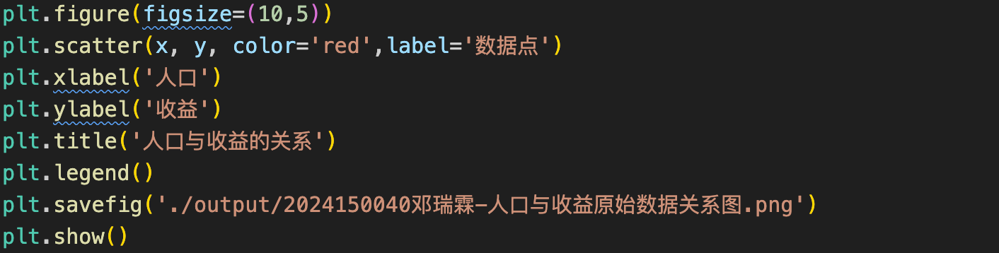 plt.figure(figsize=(10,5))
plt.scatter(x, y, color='red',label='数据点')
plt.xlabel('人口')
plt.ylabel('收益')
plt.title('人口与收益的关系')
plt.legend()
plt.savefig('./output/2024150040邓瑞霖-人口与收益原始数据关系图.png')
plt.show()